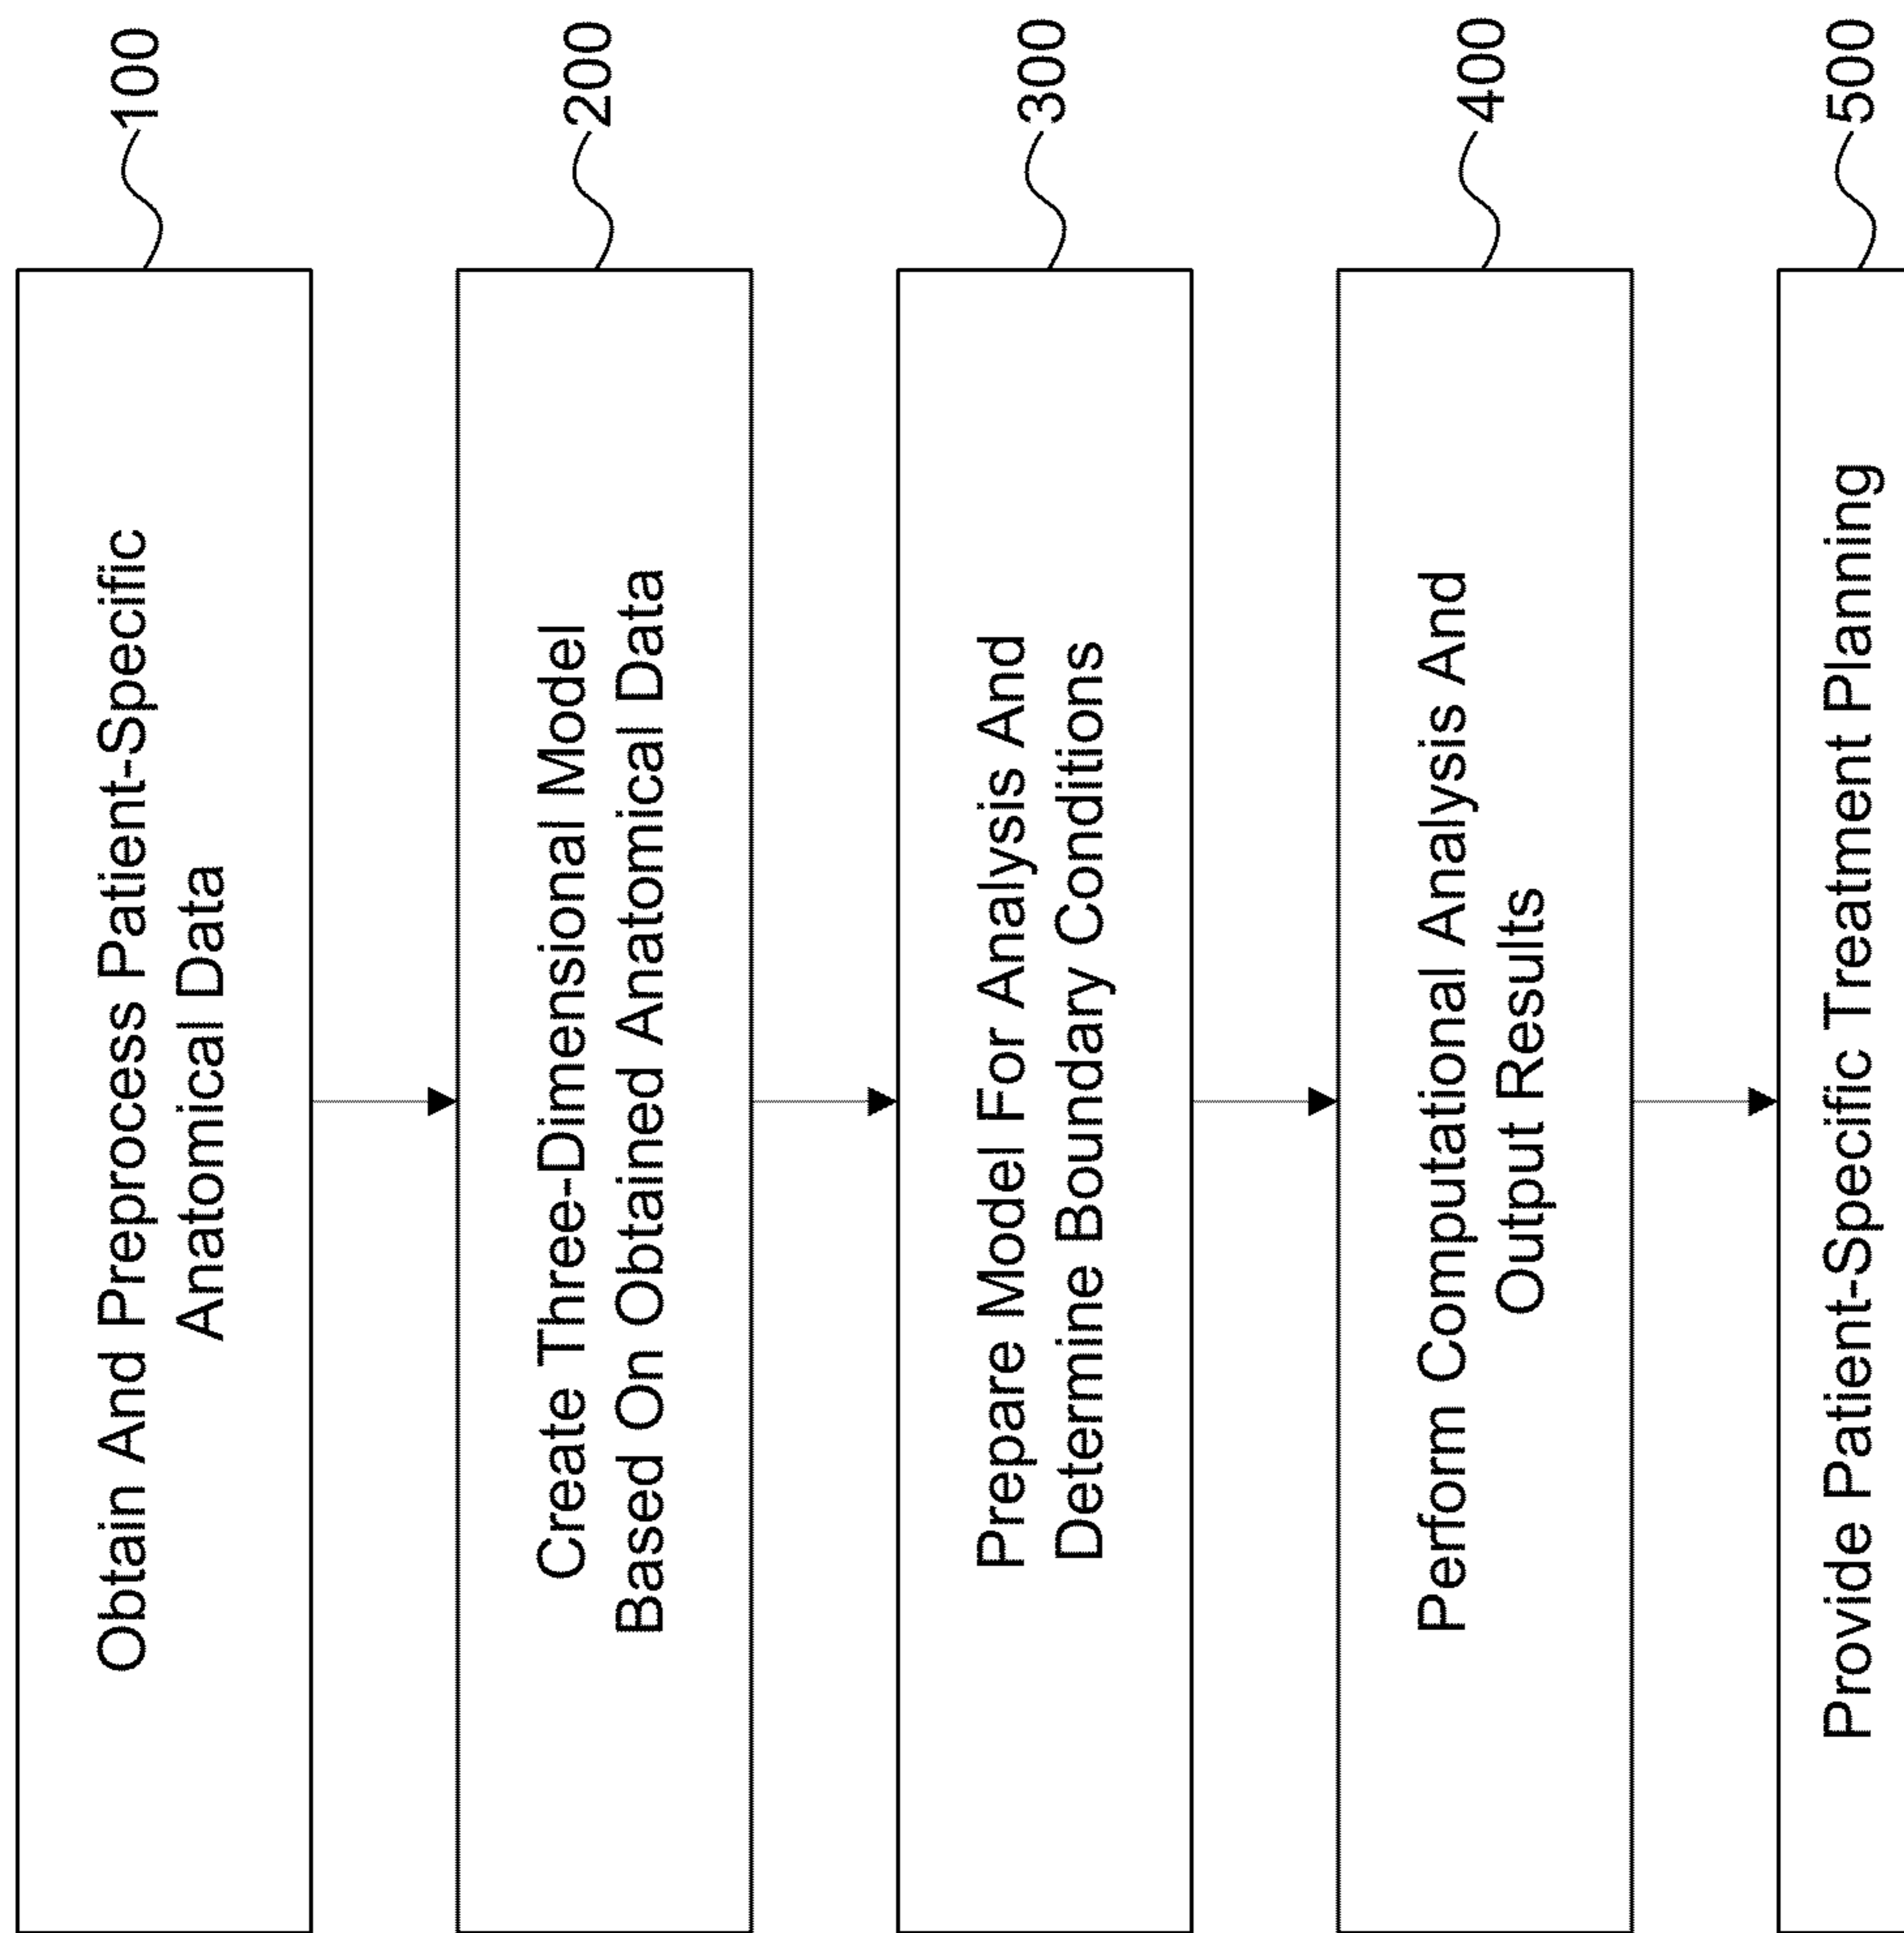 Obtain And Preprocess Patient-Specific
Anatomical Data
100
Create Three-Dimensional Model
Based On Obtained Anatomical Data
200
Prepare Model For Analysis And
Determine Boundary Conditions
300
Perform Computational Analysis And
Output Results
400
Provide Patient-Specific Treatment Planning
500